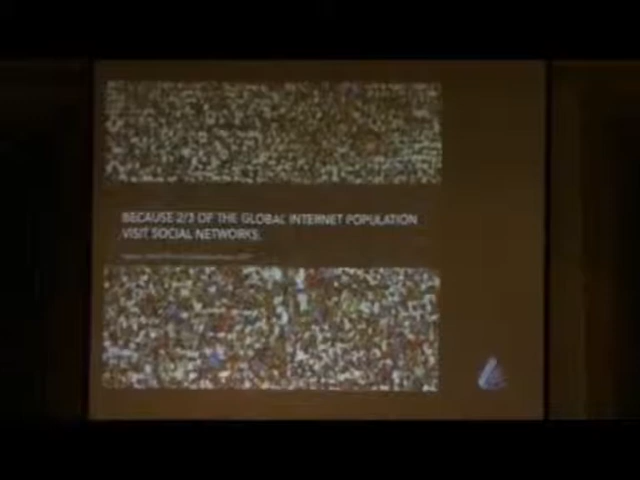 BECAUSE 2/3 OF THE GLOBAL INTERNET POPULATION
VISIT SOCIAL NETWORKS.